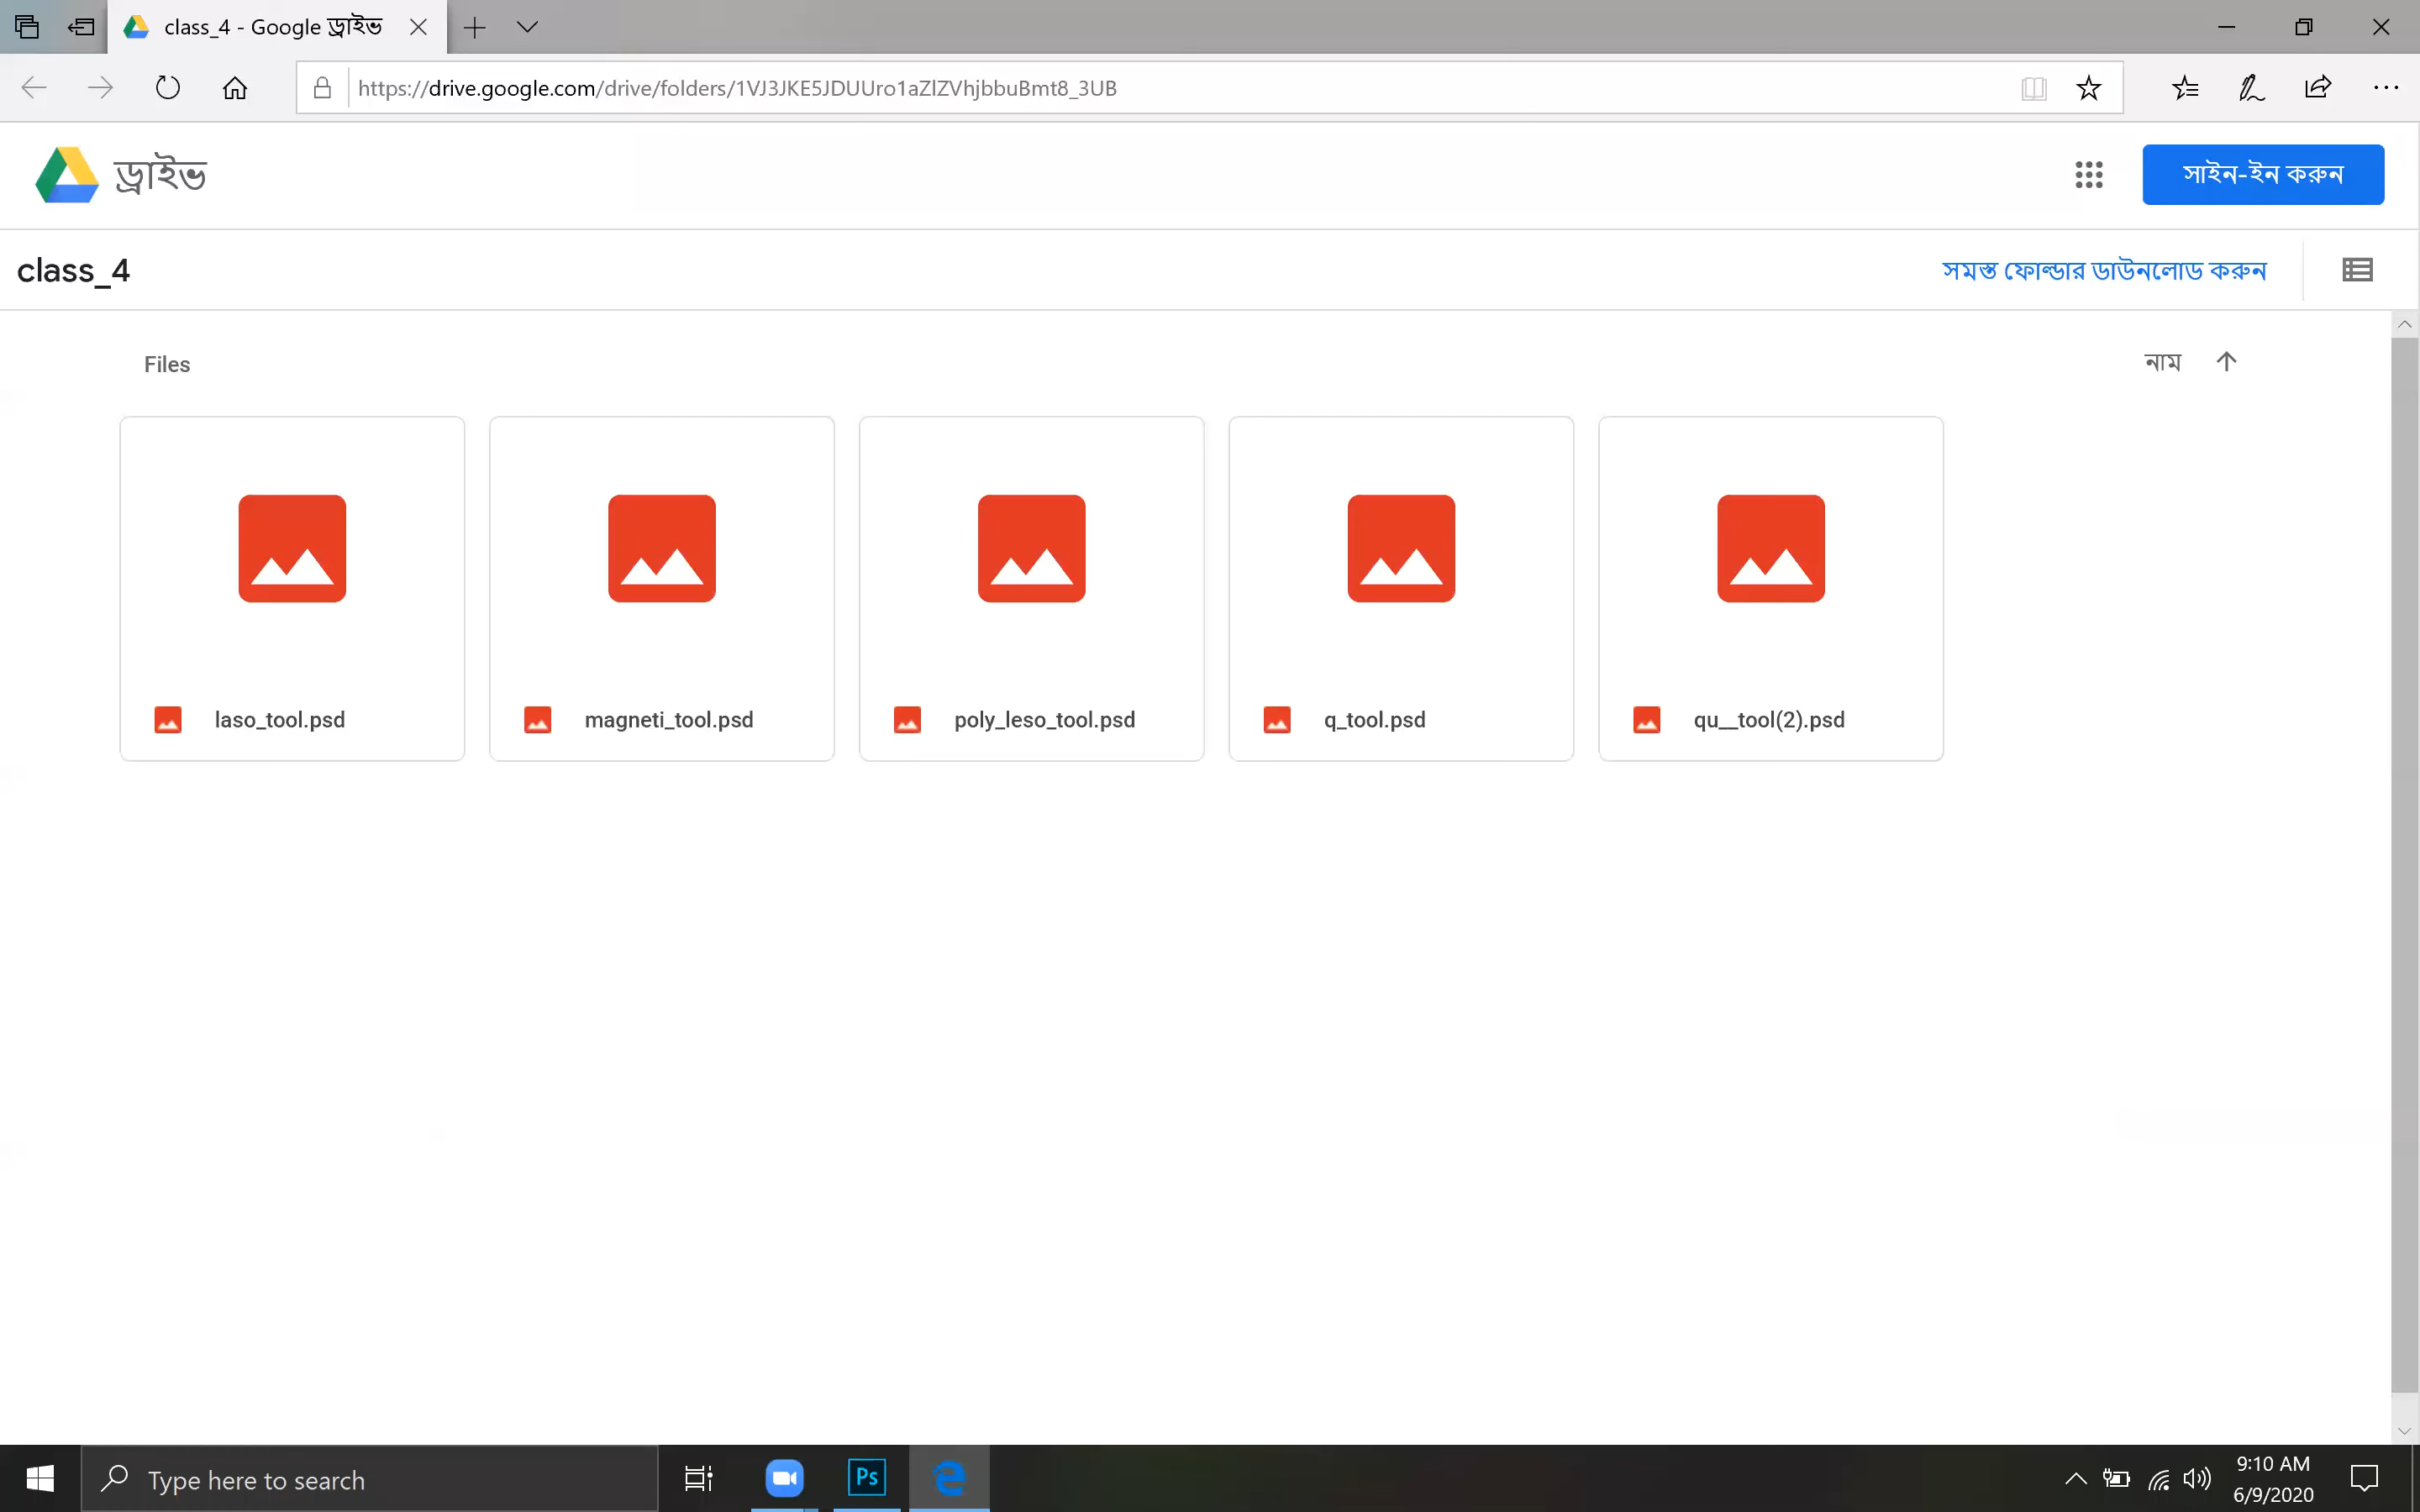 class_4 - Google ড্রাইভ
https://drive.google.com/drive/folders/1VJ3JKE5JDUUro1aZlZVhjbbuBmt8_3UB
ড্রাইভ
সাইন-ইন করুন
class_4
সমস্ত ফোল্ডার ডাউনলোড করুন
Files
নাম
laso_tool.psd
magneti_tool.psd
poly_leso_tool.psd
q_tool.psd
qu__tool(2).psd
Type here to search
Ps
9:10 AM
6/9/2020